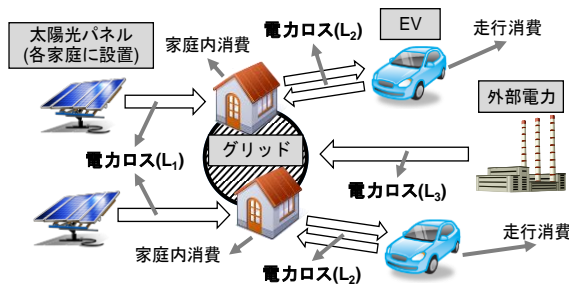 太陽光パネル
(各家庭に設置)
家庭内消費
電力ロス(L₂)
EV
走行消費
外部電力
電力ロス(L₁)
グリッド
電力ロス(L₃)
家庭内消費
電力ロス(L₂)
走行消費